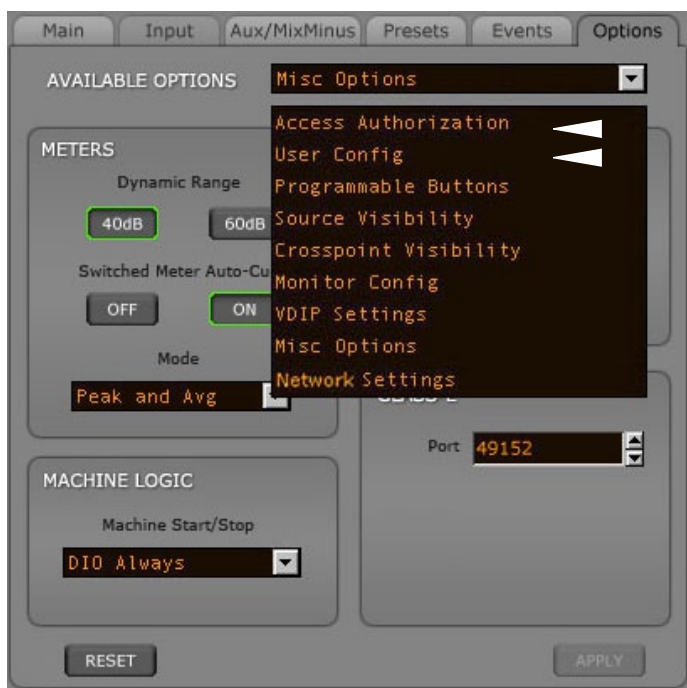 Main Input Aux/MixMinus Presets Events Options
AVAILABLE OPTIONS Misc Options
Access Authorization
User Config
Programmable Buttons
Source Visibility
Crosspoint Visibility
Monitor Config
VDIP Settings
Misc Options
Network Settings
METERS
Dynamic Range
40dB 60dB
Switched Meter Auto-Cu
OFF ON
Mode
Peak and Avg
Port 49152
MACHINE LOGIC
Machine Start/Stop
DIO Always
RESET APPLY